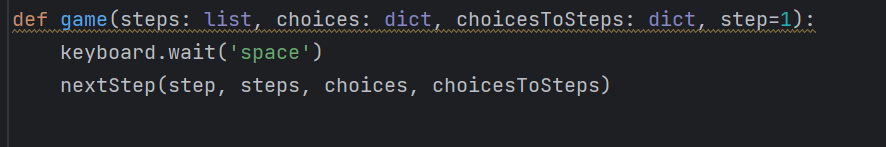 def game(steps: list, choices: dict, choicesToSteps: dict, step=1):
    keyboard.wait('space')
    nextStep(step, steps, choices, choicesToSteps)